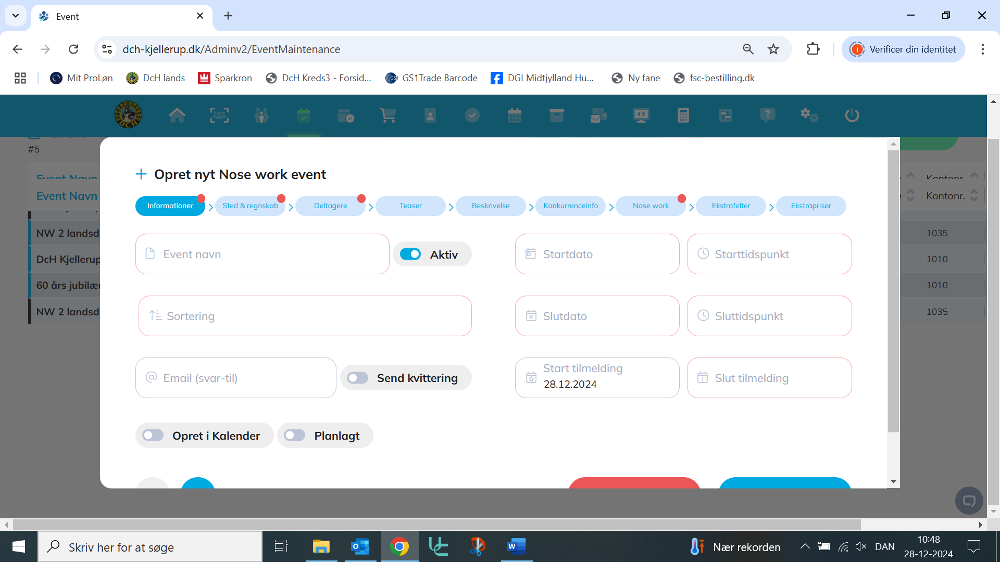 Event
dch-kjellerup.dk/Adminv2/EventMaintenance
Verificer din identitet
Mit ProLøn
DcH lands
Sparkron
DcH Kreds3 - Forsid...
GS1Trade Barcode
DGI Midtjylland Hu...
Ny fane
fsc-bestilling.dk
DCH
#5
Event Navn
Kontonr.
Event Navn
Kontonr.
NW 2 landsd
1035
DcH Kjellerup
1010
60 års jubilæu
1010
NW 2 landsd
1035
Opret nyt Nose work event
Informationer
Sted & regnskab
Deltagere
Teaser
Beskrivelse
Konkurrenceinfo
Nose work
Ekstrafelter
Ekstrapriser
Event navn
Aktiv
Startdato
Starttidspunkt
Sortering
Slutdato
Sluttidspunkt
Email (svar-til)
Send kvittering
Start tilmelding
28.12.2024
Slut tilmelding
Opret i Kalender
Planlagt
Skriv her for at søge
Nær rekorden
DAN
10:48
28-12-2024